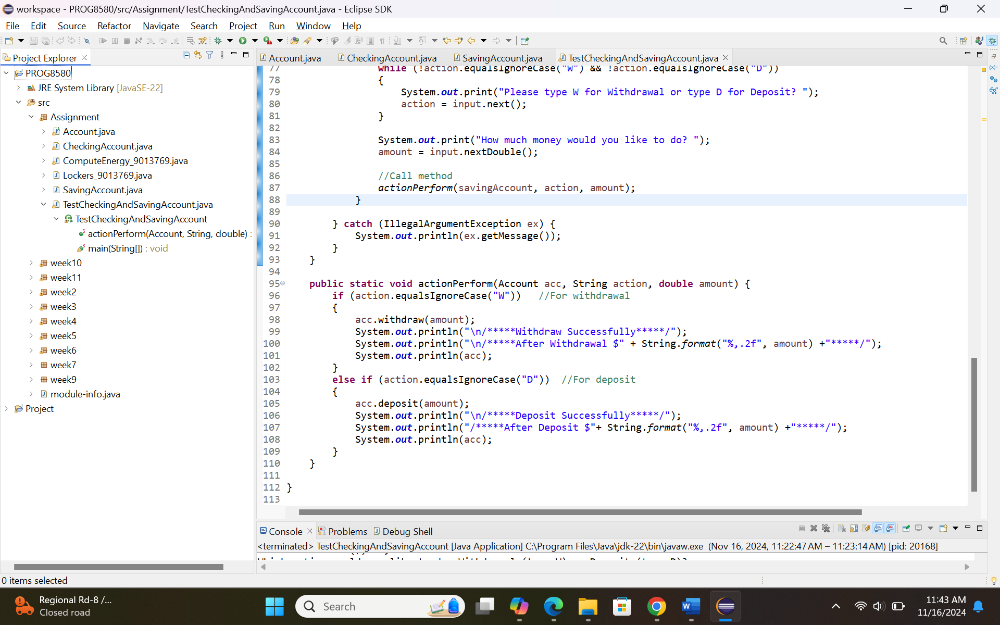 workspace - PROG8580/src/Assignment/TestCheckingAndSavingAccount.java - Eclipse SDK
File Edit Source Refactor Navigate Search Project Run Window Help
Project Explorer
PROG8580
JRE System Library [JavaSE-22]
src
Assignment
Account.java
CheckingAccount.java
ComputeEnergy_9013769.java
Lockers_9013769.java
SavingAccount.java
TestCheckingAndSavingAccount.java
TestCheckingAndSavingAccount
actionPerform(Account, String, double) :
main(String[]) : void
week10
week11
week2
week3
week4
week5
week6
week7
week9
module-info.java
Project
Account.java CheckingAccount.java SavingAccount.java TestCheckingAndSavingAccount.java
77 while (!action.equalsIgnoreCase("W") && !action.equalsIgnoreCase("D"))
78 {
79 System.out.print("Please type W for Withdrawal or type D for Deposit? ");
80 action = input.next();
81 }
82
83 System.out.print("How much money would you like to do? ");
84 amount = input.nextDouble();
85
86 //Call method
87 actionPerform(savingAccount, action, amount);
88 }
89
90 } catch (IllegalArgumentException ex) {
91 System.out.println(ex.getMessage());
92 }
93 }
94
95 public static void actionPerform(Account acc, String action, double amount) {
96 if (action.equalsIgnoreCase("W")) //For withdrawal
97 {
98 acc.withdraw(amount);
99 System.out.println("\n/*****Withdraw Successfully*****/");
100 System.out.println("\n/*****After Withdrawal $" + String.format("%,.2f", amount) +"*****/");
101 System.out.println(acc);
102 }
103 else if (action.equalsIgnoreCase("D")) //For deposit
104 {
105 acc.deposit(amount);
106 System.out.println("\n/*****Deposit Successfully*****/");
107 System.out.println("/*****After Deposit $"+ String.format("%,.2f", amount) +"*****/");
108 System.out.println(acc);
109 }
110 }
111
112 }
113
Console Problems Debug Shell
<terminated> TestCheckingAndSavingAccount [Java Application] C:\Program Files\Java\jdk-22\bin\javaw.exe (Nov 16, 2024, 11:22:47 AM – 11:23:14 AM) [pid: 20168]
0 items selected
Regional Rd-8 /...
Closed road
Search
11:43 AM
11/16/2024